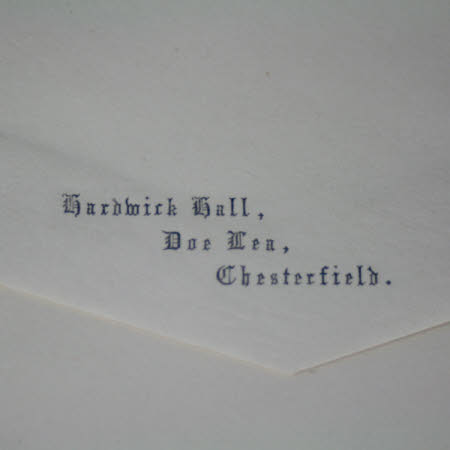 Hardwick Hall,
Doe Lea,
Chesterfield.